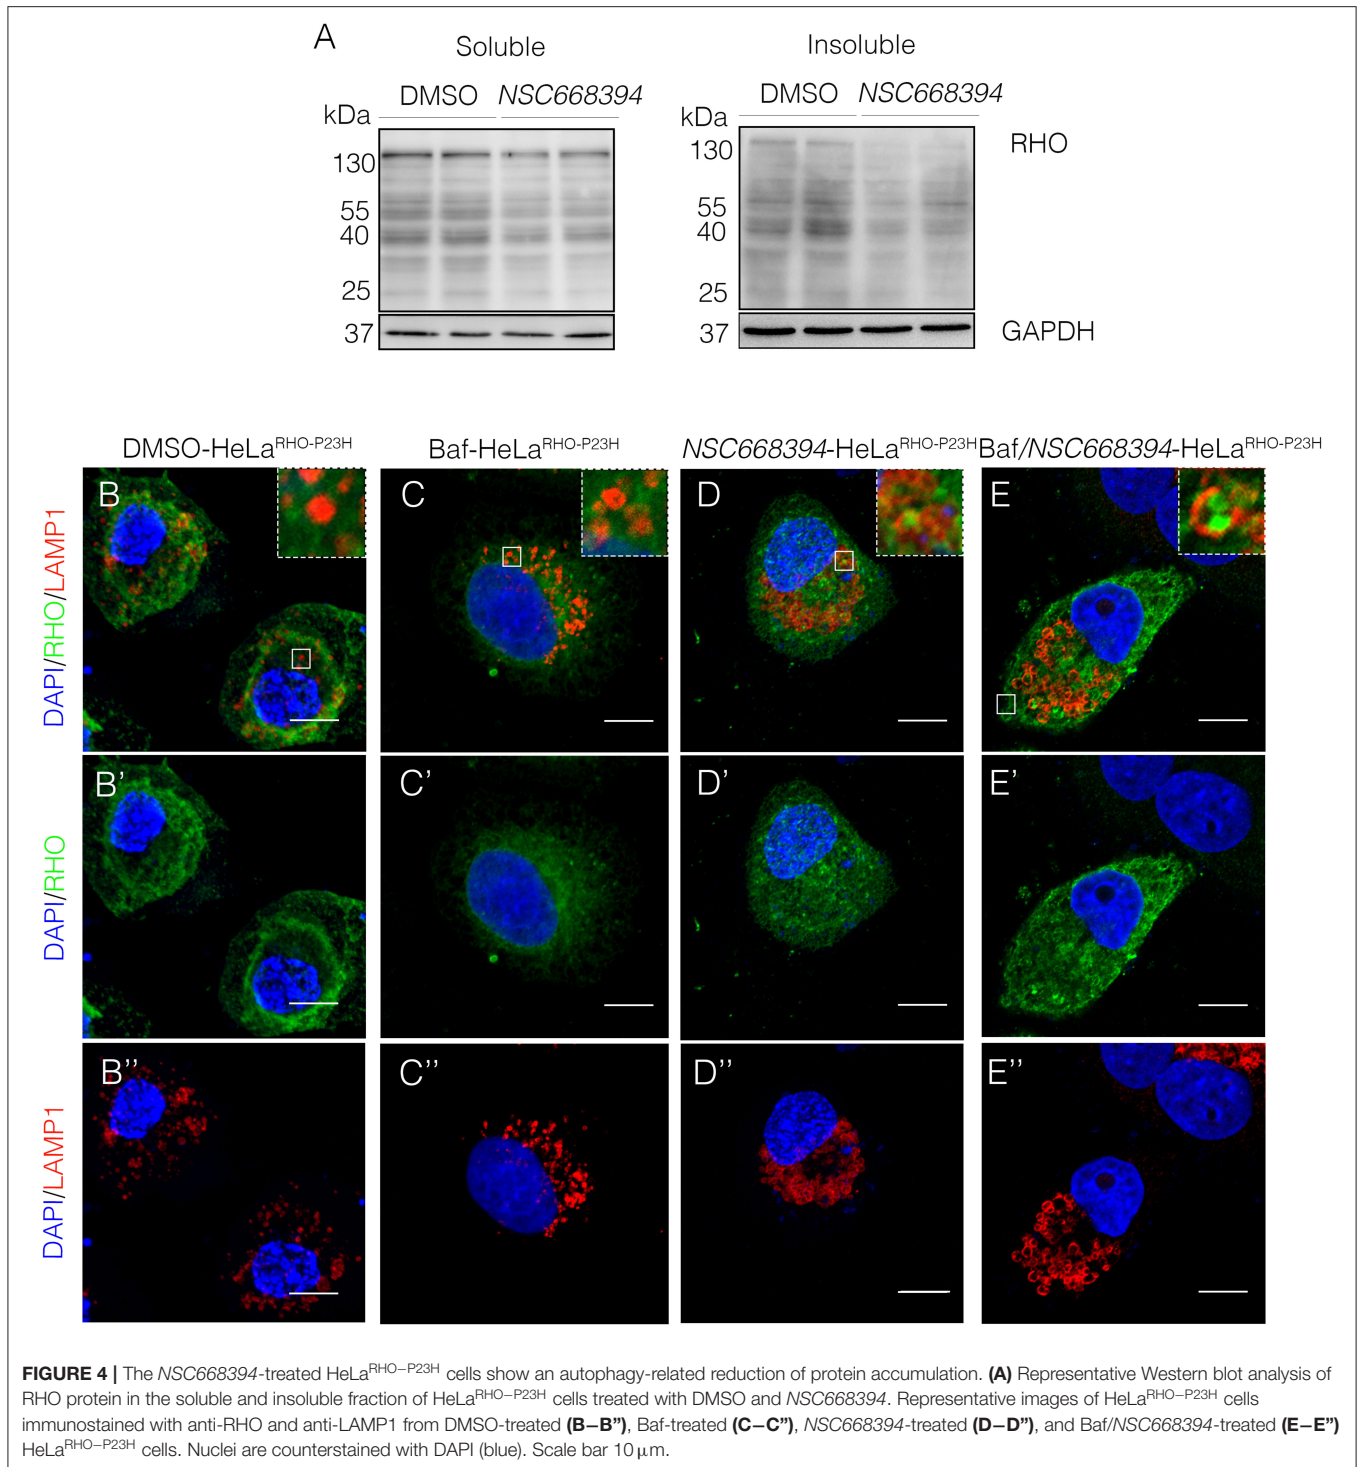 A
Soluble
Insoluble
DMSO NSC668394
DMSO NSC668394
kDa
130
55
40
25
37
kDa
130
55
40
25
37
RHO
GAPDH
DMSO-HeLaRHO-P23H
Baf-HeLaRHO-P23H
NSC668394-HeLaRHO-P23H
Baf/NSC668394-HeLaRHO-P23H
DAPI/RHO/LAMP1
B
C
D
E
DAPI/RHO
B'
C'
D'
E'
DAPI/LAMP1
B"
C"
D"
E"
FIGURE 4 | The NSC668394-treated HeLaRHO−P23H cells show an autophagy-related reduction of protein accumulation. (A) Representative Western blot analysis of
RHO protein in the soluble and insoluble fraction of HeLaRHO−P23H cells treated with DMSO and NSC668394. Representative images of HeLaRHO−P23H cells
immunostained with anti-RHO and anti-LAMP1 from DMSO-treated (B–B”), Baf-treated (C–C”), NSC668394-treated (D–D”), and Baf/NSC668394-treated (E–E”)
HeLaRHO−P23H cells. Nuclei are counterstained with DAPI (blue). Scale bar 10 μm.